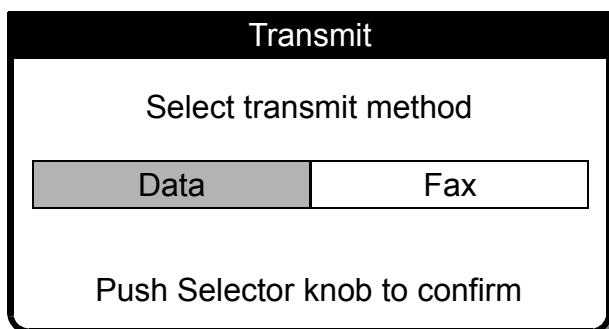 Transmit
Select transmit method
Data Fax
Push Selector knob to confirm